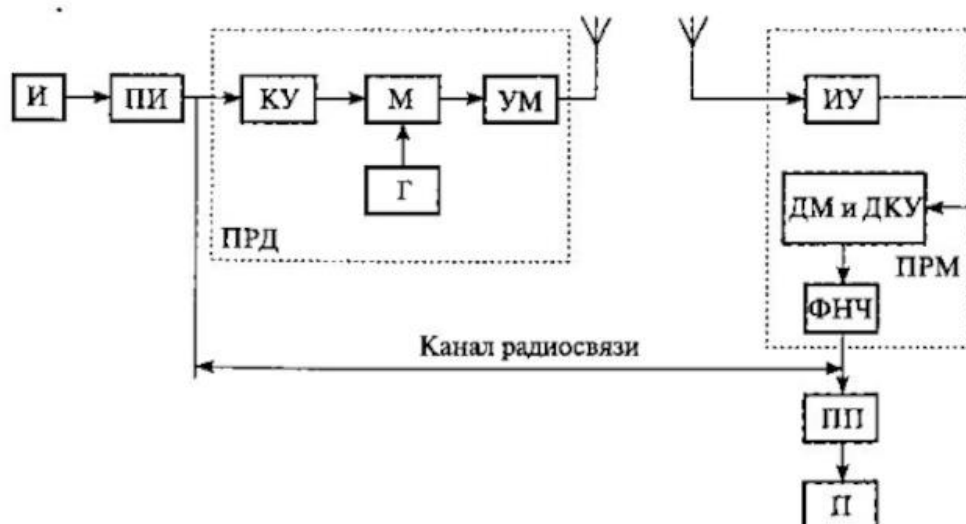 И
ПИ
КУ
М
УМ
ИУ
Г
ДМ и ДКУ
ПРД
ПРМ
ФНЧ
Канал радиосвязи
ПП
П